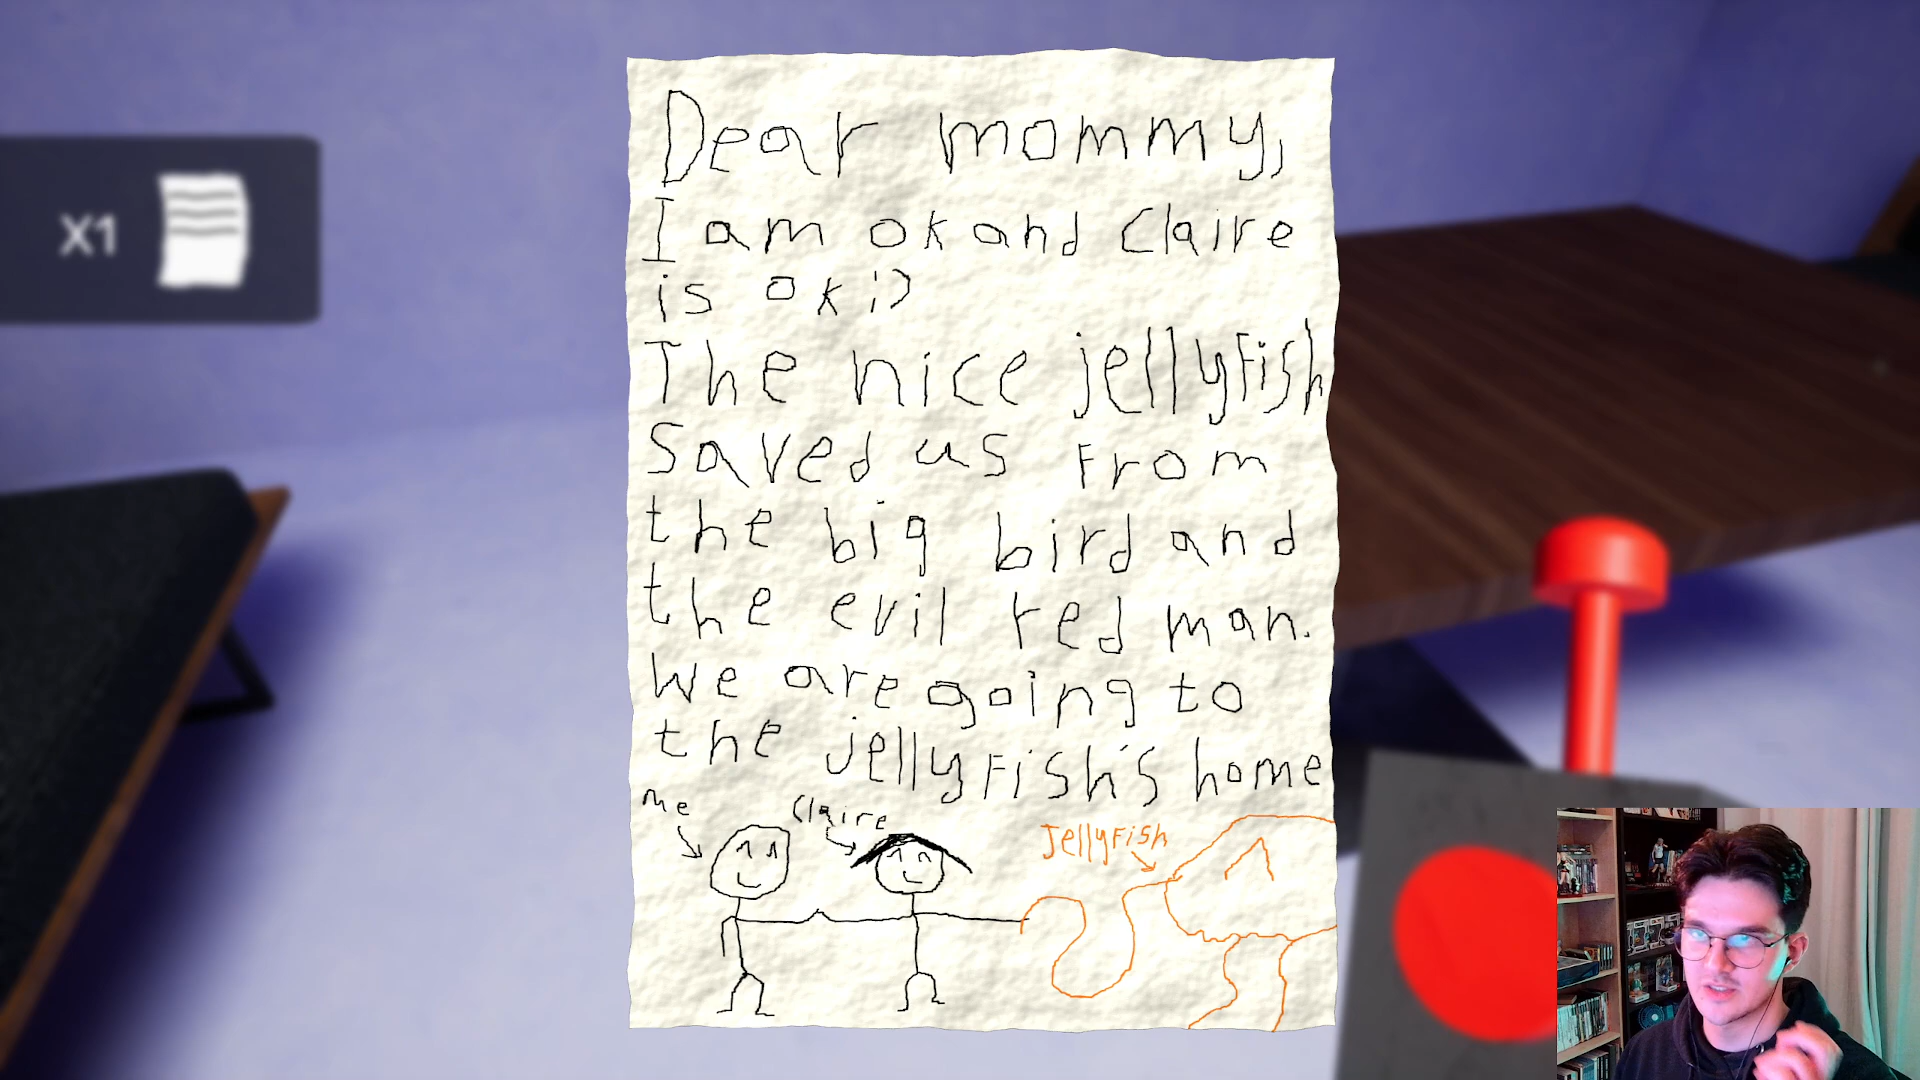 X1
Dear mommy,
I am ok and Claire
is ok :)
The nice jellyfish
saved us from
the big bird and
the evil red man.
We are going to
the jellyfish's home
Me
Claire
Jellyfish